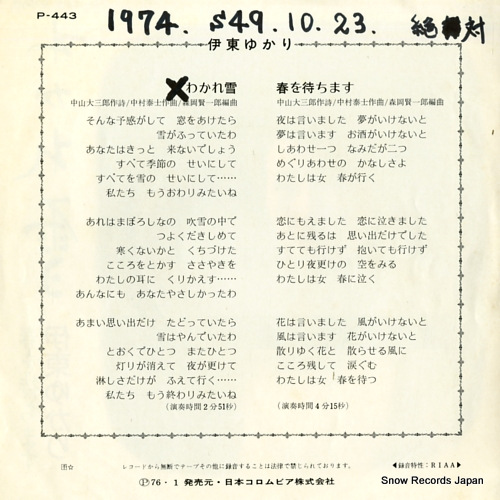 P-443
1974. S49.10.23. 絶対
伊東ゆかり
わかれ雪
中山大三郎作詩/中村泰士作曲/森岡賢一郎編曲
そんな予感がして 窓をあけたら
雪がふっていたわ
あなたはきっと 来ないでしょう
すべて季節の せいにして
すべてを雪の せいにして……
私たち もうおわりみたいね
あれはまぼろしなの 吹雪の中で
つよくだきしめて
寒くないかと くちづけた
こころをとかす ささやきを
わたしの耳に くりかえす……
あんなにも あなたやさしかったわ
あまい思い出だけ たどっていたら
雪はやんでいたわ
とおくでひとつ またひとつ
灯りが消えて 夜が更けて
淋しさだけが ふえて行く……
私たち もう終わりみたいね
(演奏時間2分51秒)
春を待ちます
中山大三郎作詩/中村泰士作曲/森岡賢一郎編曲
夜は言いました 夢がいけないと
夢は言います お酒がいけないと
しあわせ一つ なみだが二つ
めぐりあわせの かなしさよ
わたしは女 春が行く
恋にもえました 恋に泣きました
あとに残るは 思い出だでした
すてても行けず 抱いても行けず
ひとり夜更けの 空をみる
わたしは女 春に泣く
花は言いました 風がいけないと
風は言います 花がいけないと
散りゆく花と 散らせる風に
こころ残して 涙ぐむ
わたしは女 春を待つ
(演奏時間4分15秒)
レコードから無断でテープその他に録音することは法律で禁じられております。
◀録音特性：RIAA▶
Ⓟ76・1 発売元・日本コロムビア株式会社
Snow Records Japan